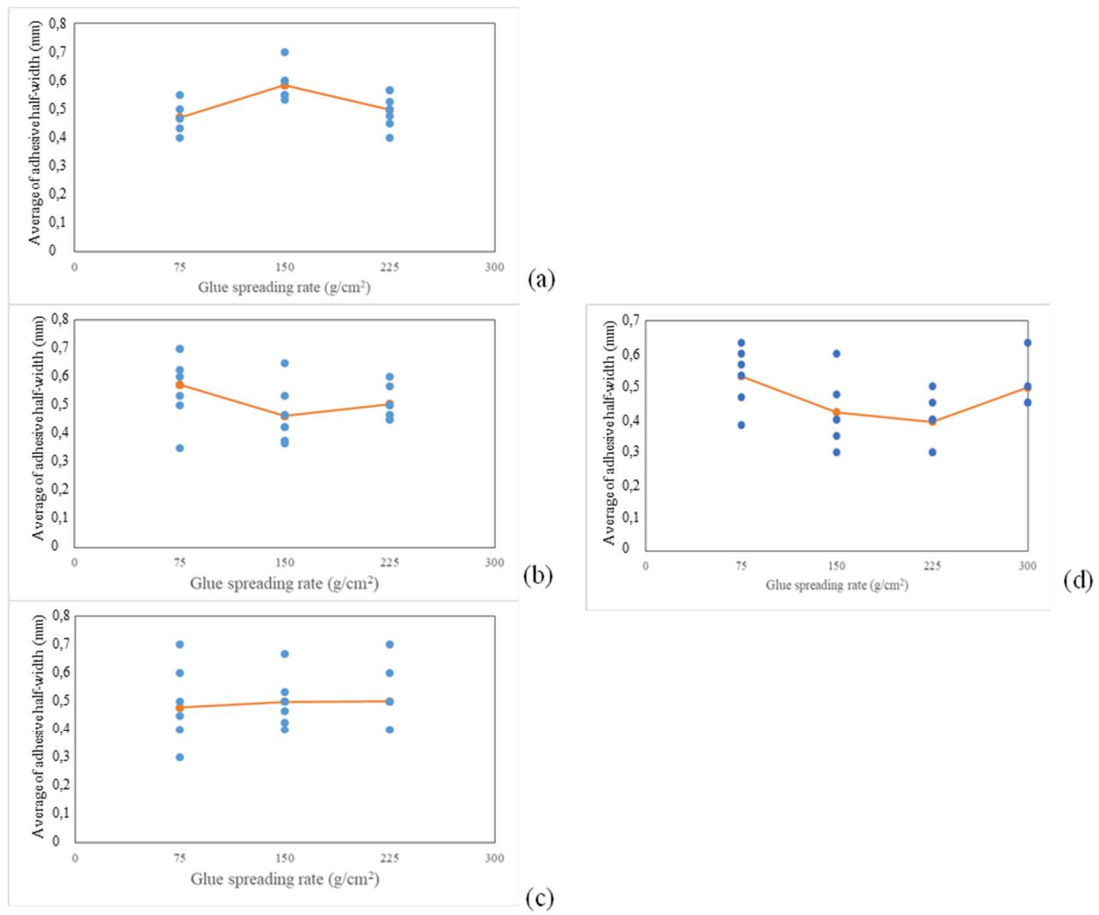 Average of adhesive half-width (mm)
0,8
0,7
0,6
0,5
0,4
0,3
0,2
0,1
0
0 75 150 225 300
Glue spreading rate (g/cm²)
(a)
Average of adhesive half-width (mm)
0,8
0,7
0,6
0,5
0,4
0,3
0,2
0,1
0
0 75 150 225 300
Glue spreading rate (g/cm²)
(b)
Average of adhesive half-width (mm)
0,7
0,6
0,5
0,4
0,3
0,2
0,1
0
0 75 150 225 300
Glue spreading rate (g/cm²)
(d)
Average of adhesive half-width (mm)
0,8
0,7
0,6
0,5
0,4
0,3
0,2
0,1
0
0 75 150 225 300
Glue spreading rate (g/cm²)
(c)